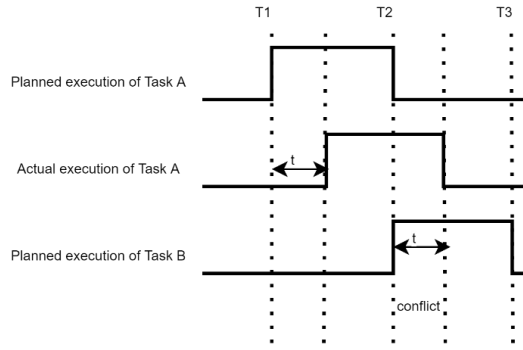 T1 T2 T3
Planned execution of Task A
t
Actual execution of Task A
t
Planned execution of Task B
conflict